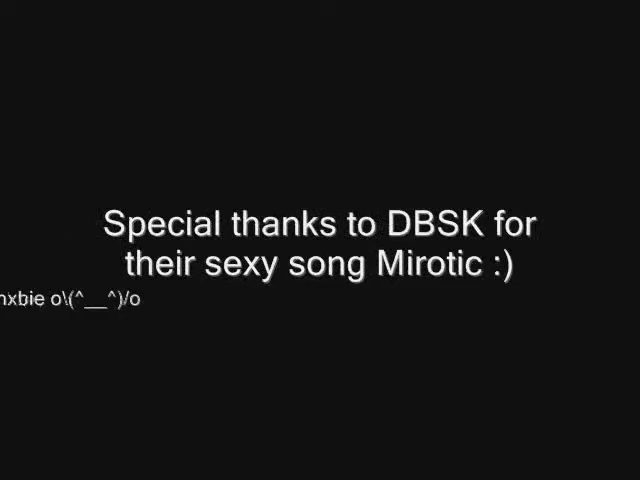 Special thanks to DBSK for
their sexy song Mirotic :)
nxbie o\(^__^)/o